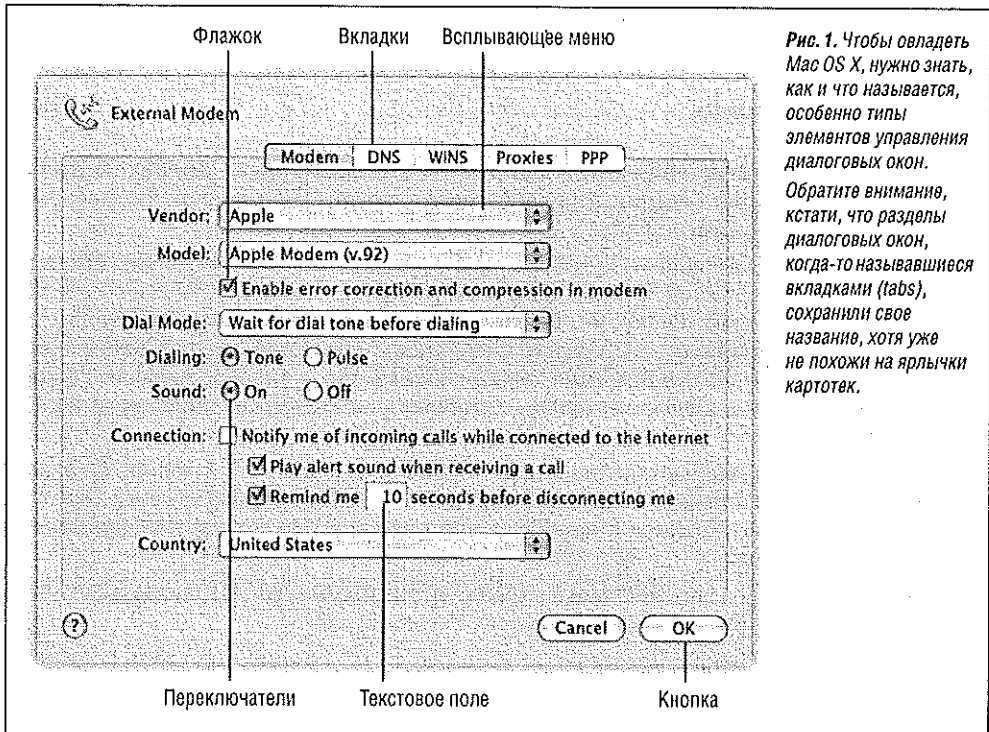 Флажок Вкладки Всплывающее меню
External Modem
Modem DNS WINS Proxies PPP
Vendor: Apple
Model: Apple Modem (v.92)
Enable error correction and compression in modem
Dial Mode: Wait for dial tone before dialing
Dialing: Tone Pulse
Sound: On Off
Connection: Notify me of incoming calls while connected to the Internet
Play alert sound when receiving a call
Remind me 10 seconds before disconnecting me
Country: United States
? Cancel OK
Переключатели Текстовое поле Кнопка
Рис. 1. Чтобы овладеть
Mac OS X, нужно знать,
как и что называется,
особенно типы
элементов управления
диалоговых окон.
Обратите внимание,
кстати, что разделы
диалоговых окон,
когда-то называвшиеся
вкладками (tabs),
сохранили свое
название, хотя уже
не похожи на ярлычки
картотек.